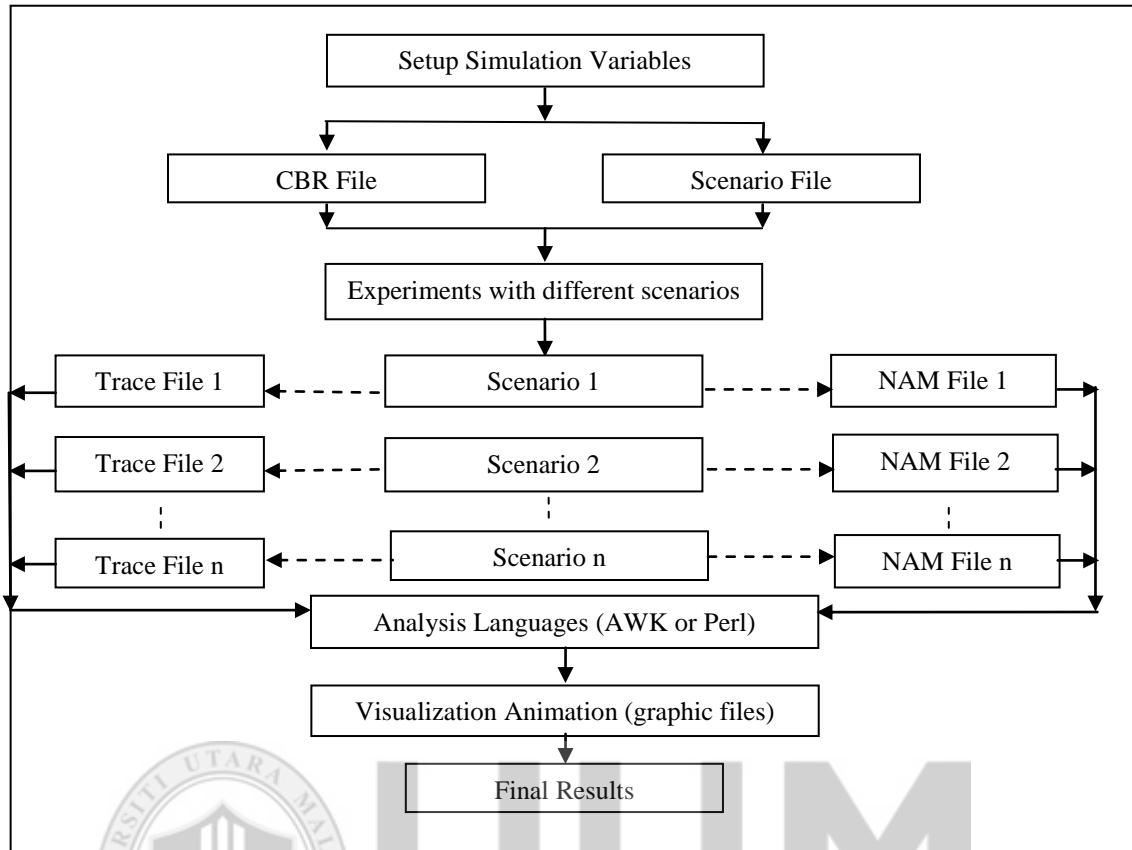 Setup Simulation Variables
CBR File
Scenario File
Experiments with different scenarios
Trace File 1
Scenario 1
NAM File 1
Trace File 2
Scenario 2
NAM File 2
Trace File n
Scenario n
NAM File n
Analysis Languages (AWK or Perl)
Visualization Animation (graphic files)
Final Results
UTARA
UUM